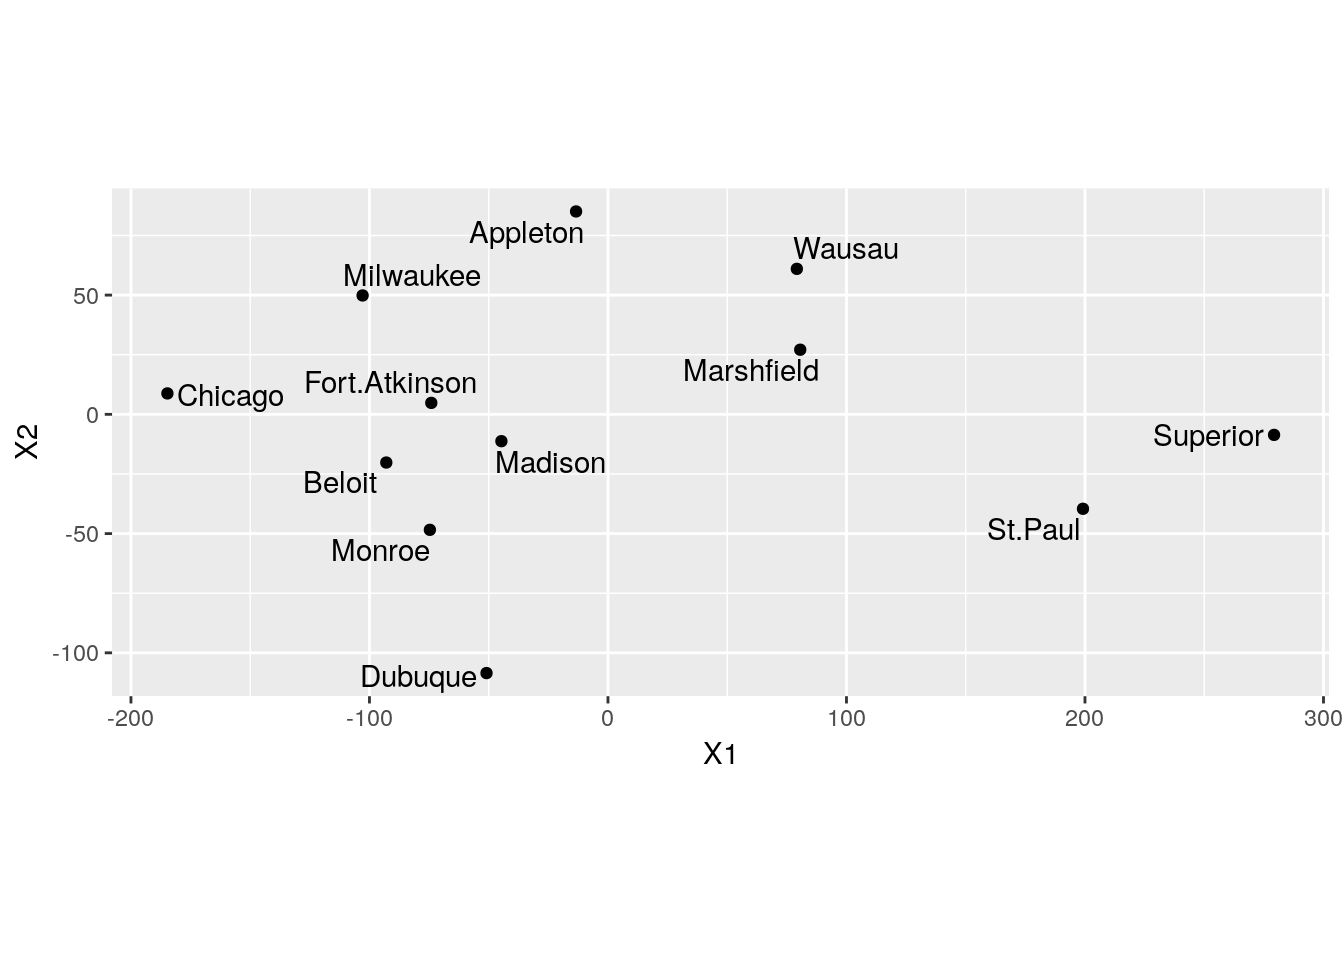 Appleton
Wausau
Milwaukee
50
Marshfield
Fort.Atkinson
Chicago
0
X2
Superior
Madison
Beloit
St.Paul
-50
Monroe
-100
Dubuque
-200
-100
0
100
200
300
X1